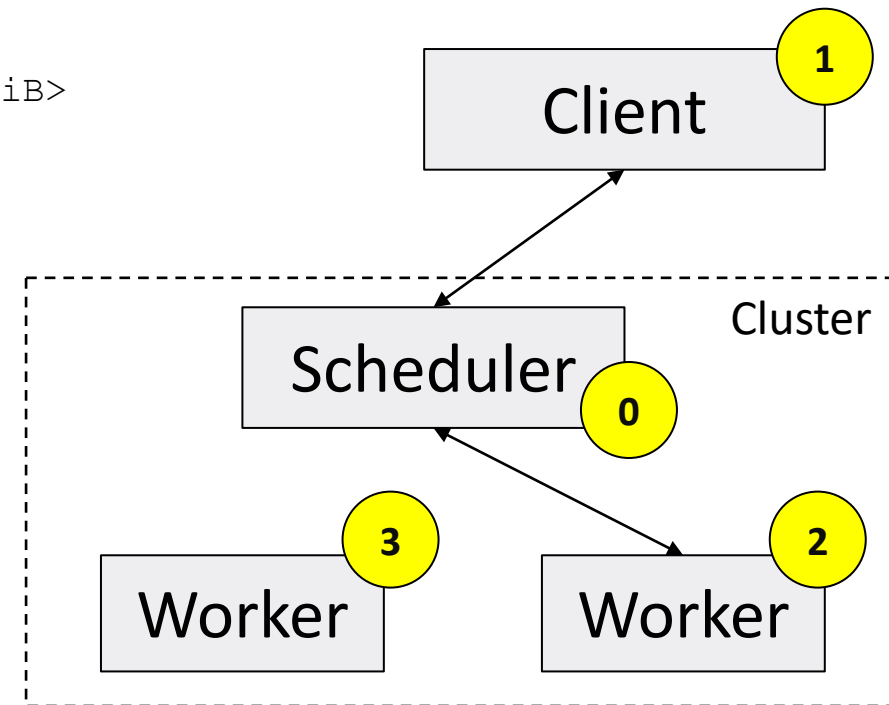 1
iB>
Client
Cluster
Scheduler
0
3
2
Worker
Worker